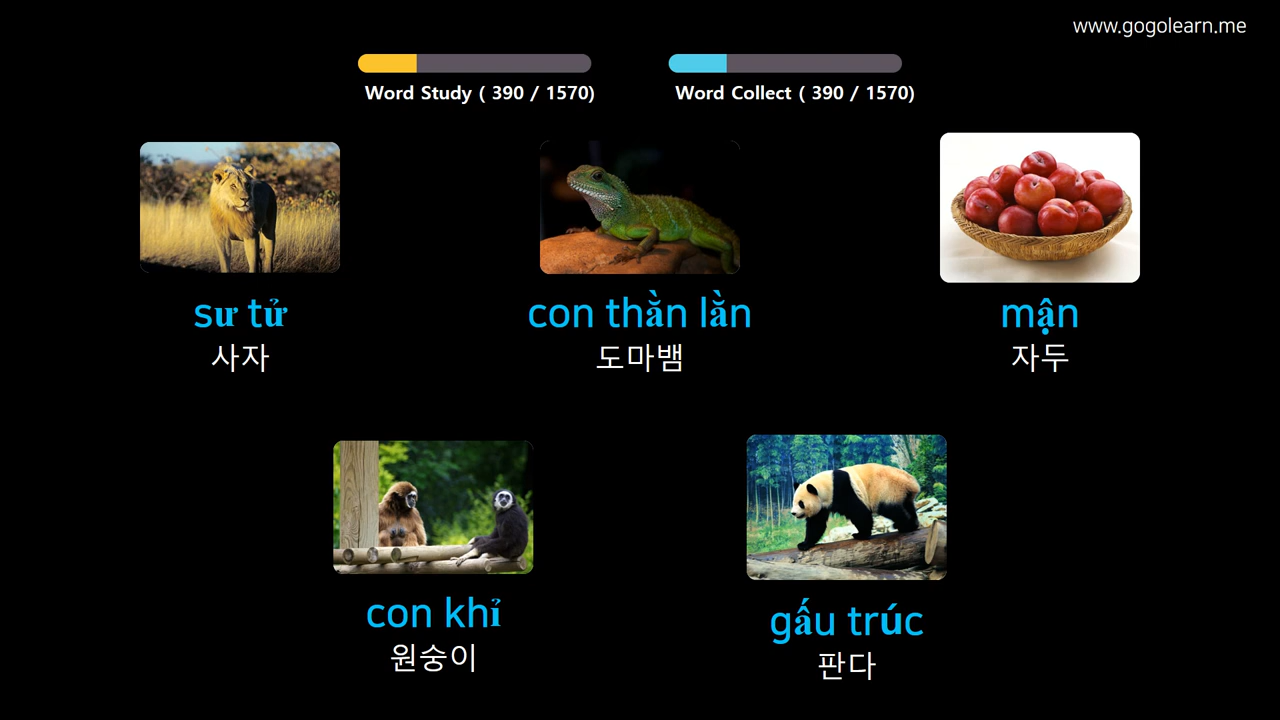 www.gogolearn.me
Word Study ( 390 / 1570)
Word Collect ( 390 / 1570)
sư tử
사자
con thằn lằn
도마뱀
mận
자두
con khỉ
원숭이
gấu trúc
판다